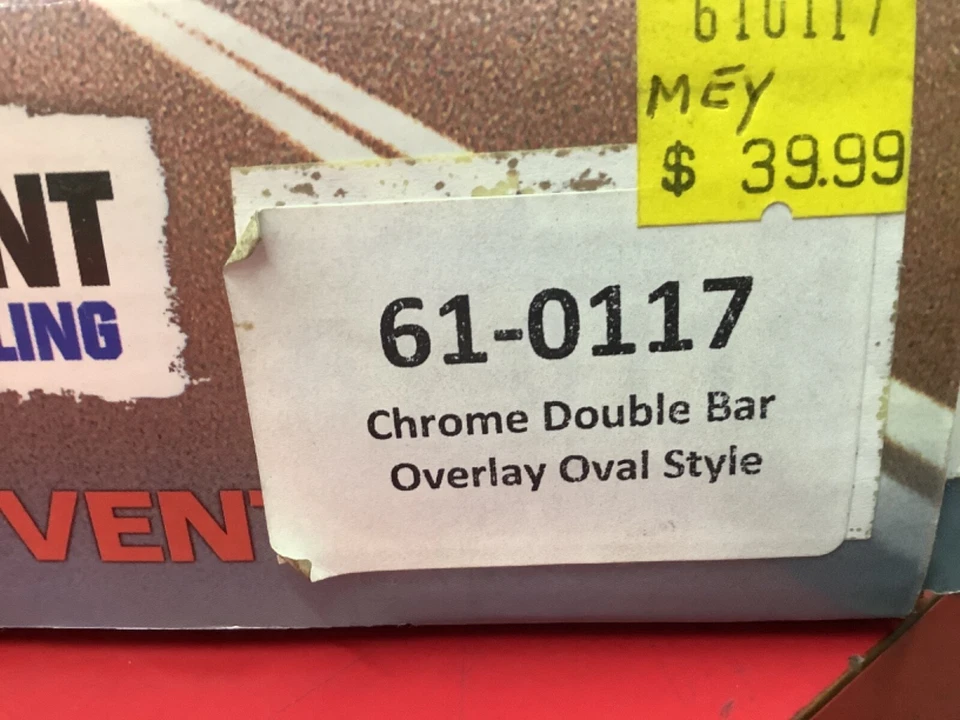 610117
MEY
$ 39.99
NT
LING
61-0117
Chrome Double Bar
Overlay Oval Style
VENT